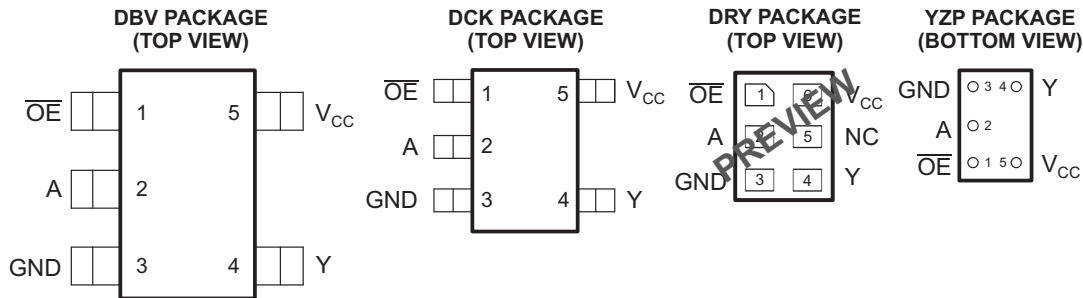 DBV PACKAGE
(TOP VIEW)
OE
1
5
VCC
A
2
GND
3
4
Y
DCK PACKAGE
(TOP VIEW)
OE
1
5
VCC
A
2
GND
3
4
Y
DRY PACKAGE
(TOP VIEW)
OE
1
6
VCC
A
2
5
NC
GND
3
4
Y
PREVIEW
YZP PACKAGE
(BOTTOM VIEW)
GND
3 4
Y
A
2
OE
1 5
VCC